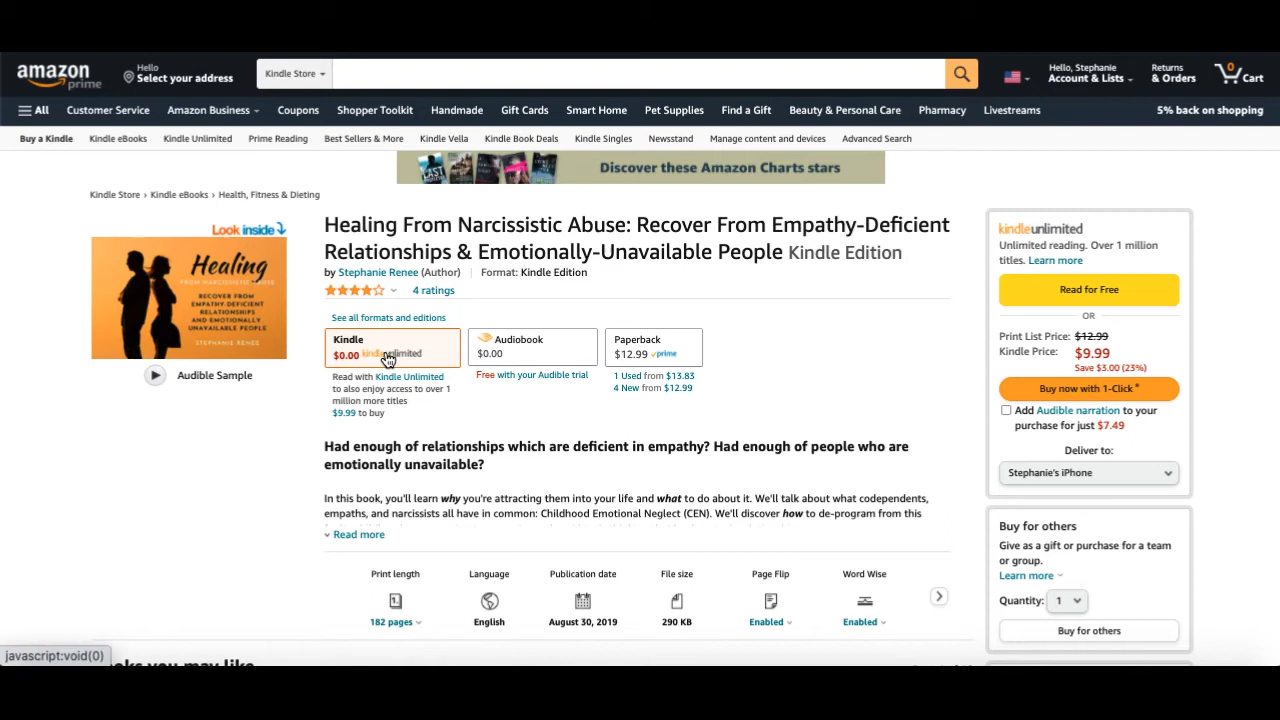 amazon prime
Hello
Select your address
Kindle Store
Hello, Stephanie
Account & Lists
Returns
& Orders
0
Cart
All
Customer Service
Amazon Business
Coupons
Shopper Toolkit
Handmade
Gift Cards
Smart Home
Pet Supplies
Find a Gift
Beauty & Personal Care
Pharmacy
Livestreams
5% back on shopping
Buy a Kindle
Kindle eBooks
Kindle Unlimited
Prime Reading
Best Sellers & More
Kindle Vella
Kindle Book Deals
Kindle Singles
Newsstand
Manage content and devices
Advanced Search
Discover these Amazon Charts stars
Kindle Store › Kindle eBooks › Health, Fitness & Dieting
Look inside
Healing
FROM NARCISSISTIC ABUSE:
RECOVER FROM
EMPATHY-DEFICIENT
RELATIONSHIPS
AND EMOTIONALLY
UNAVAILABLE PEOPLE
STEPHANIE RENEE
Audible Sample
Healing From Narcissistic Abuse: Recover From Empathy-Deficient
Relationships & Emotionally-Unavailable People Kindle Edition
by Stephanie Renee (Author) | Format: Kindle Edition
4 ratings
See all formats and editions
Kindle
$0.00 kindleunlimited
Read with Kindle Unlimited
to also enjoy access to over 1
million more titles
$9.99 to buy
Audiobook
$0.00
Free with your Audible trial
Paperback
$12.99 prime
1 Used from $13.83
4 New from $12.99
Had enough of relationships which are deficient in empathy? Had enough of people who are
emotionally unavailable?
In this book, you'll learn why you're attracting them into your life and what to do about it. We'll talk about what codependents,
empaths, and narcissists all have in common: Childhood Emotional Neglect (CEN). We'll discover how to de-program from this
Read more
Print length
182 pages
Language
English
Publication date
August 30, 2019
File size
290 KB
Page Flip
Enabled
Word Wise
Enabled
kindleunlimited
Unlimited reading. Over 1 million
titles. Learn more
Read for Free
OR
Print List Price: $12.99
Kindle Price: $9.99
Save $3.00 (23%)
Buy now with 1-Click ®
Add Audible narration to your
purchase for just $7.49
Deliver to:
Stephanie's iPhone
Buy for others
Give as a gift or purchase for a team
or group.
Learn more
Quantity: 1
Buy for others
javascript:void(0)
you may like